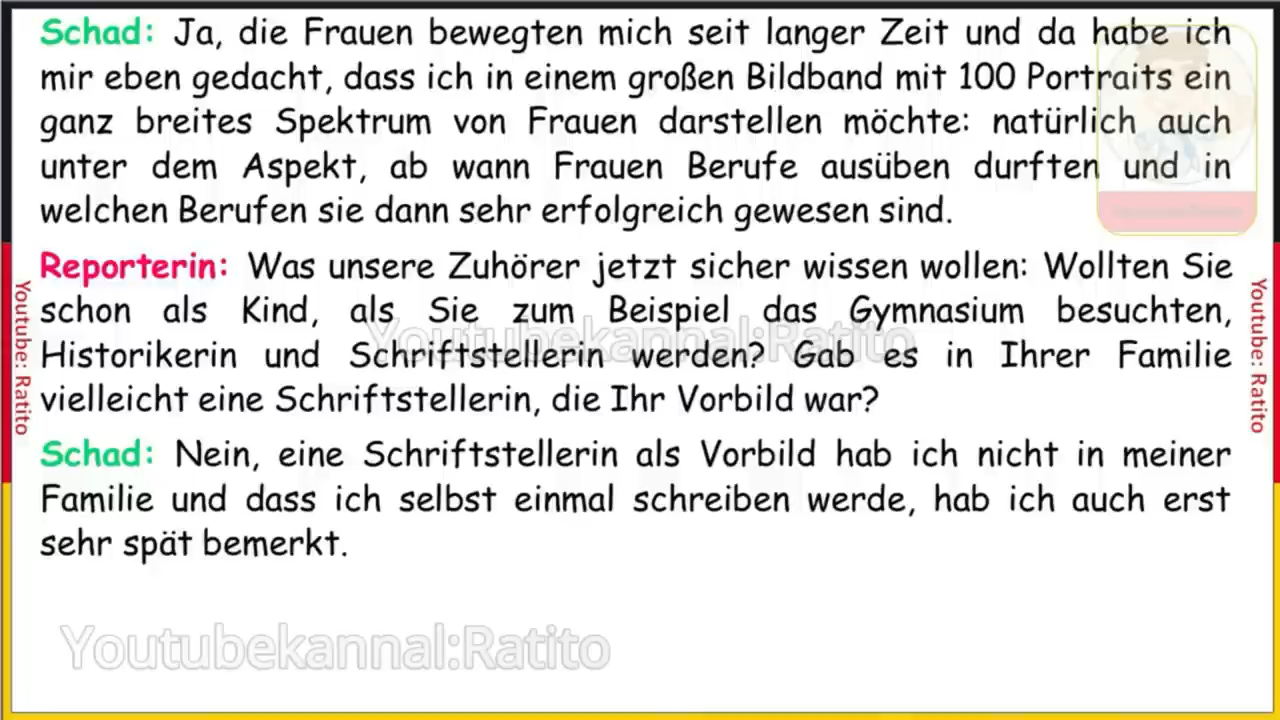 Schad: Ja, die Frauen bewegten mich seit langer Zeit und da habe ich
mir eben gedacht, dass ich in einem großen Bildband mit 100 Portraits ein
ganz breites Spektrum von Frauen darstellen möchte: natürlich auch
unter dem Aspekt, ab wann Frauen Berufe ausüben durften und in
welchen Berufen sie dann sehr erfolgreich gewesen sind.
Reporterin: Was unsere Zuhörer jetzt sicher wissen wollen: Wollten Sie
schon als Kind, als Sie zum Beispiel das Gymnasium besuchten,
Historikerin und Schriftstellerin werden? Gab es in Ihrer Familie
vielleicht eine Schriftstellerin, die Ihr Vorbild war?
Schad: Nein, eine Schriftstellerin als Vorbild hab ich nicht in meiner
Familie und dass ich selbst einmal schreiben werde, hab ich auch erst
sehr spät bemerkt.
Youtube: Ratito
Youtube: Ratito
Youtubekannal:Ratito
Youtubekannal:Ratito